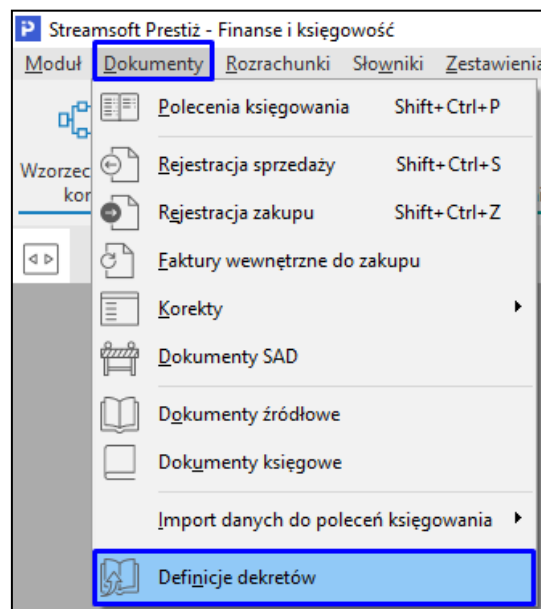 Streamsoft Prestiż - Finanse i księgowość
Moduł Dokumenty Rozrachunki Słowniki Zestawienia
Wzorzec
kor
Polecenia księgowania Shift+Ctrl+P
Rejestracja sprzedaży Shift+Ctrl+S
Rejestracja zakupu Shift+Ctrl+Z
Faktury wewnętrzne do zakupu
Korekty
Dokumenty SAD
Dokumenty źródłowe
Dokumenty księgowe
Import danych do poleceń księgowania
Definicje dekretów